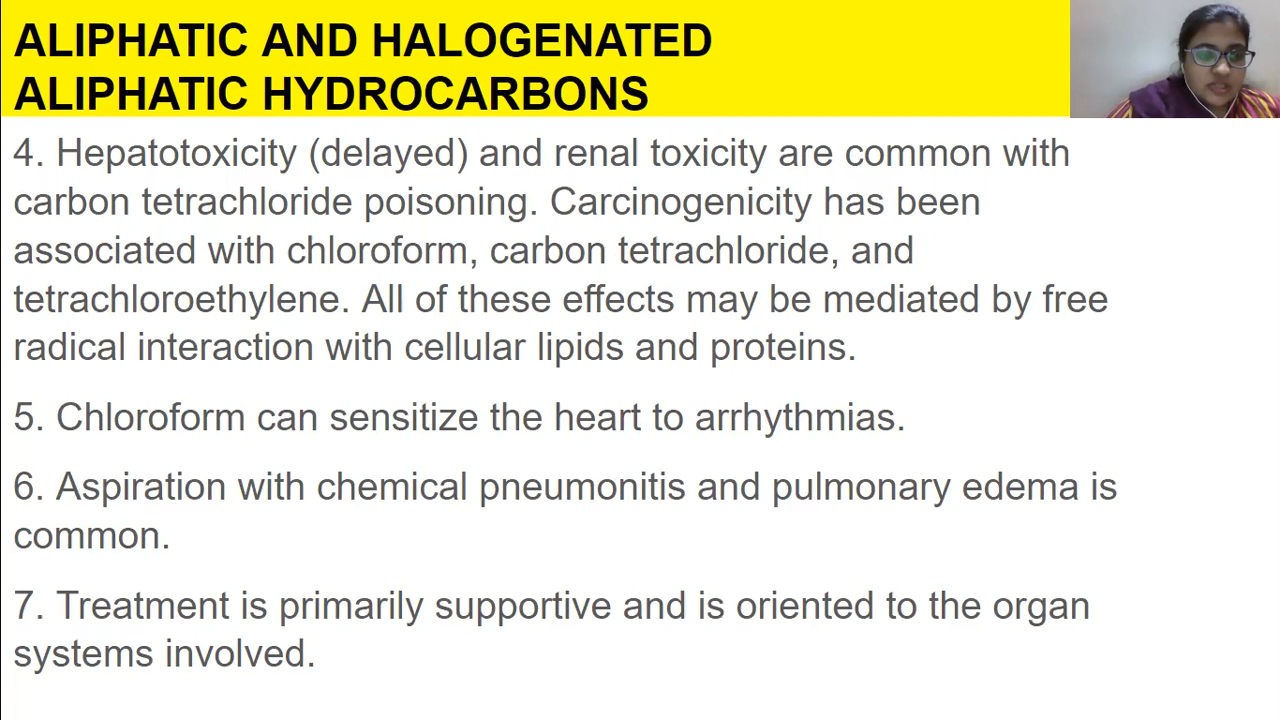 ALIPHATIC AND HALOGENATED
ALIPHATIC HYDROCARBONS
4. Hepatotoxicity (delayed) and renal toxicity are common with
carbon tetrachloride poisoning. Carcinogenicity has been
associated with chloroform, carbon tetrachloride, and
tetrachloroethylene. All of these effects may be mediated by free
radical interaction with cellular lipids and proteins.
5. Chloroform can sensitize the heart to arrhythmias.
6. Aspiration with chemical pneumonitis and pulmonary edema is
common.
7. Treatment is primarily supportive and is oriented to the organ
systems involved.